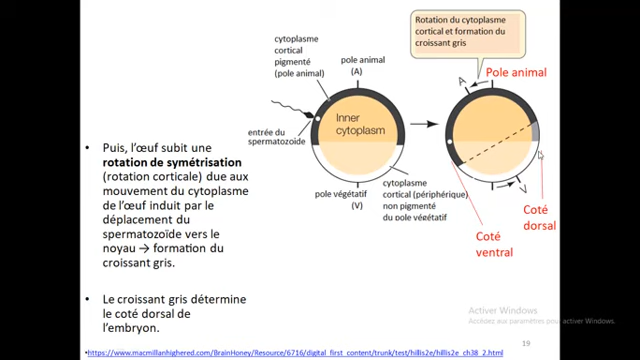 Rotation du cytoplasme
cortical et formation du
croissant gris
cytoplasme
cortical
pigmenté
(pole animal)
pole animal
(A)
A
Pole animal
Inner
cytoplasm
entrée du
spermatozoide
pole végétatif
(V)
cytoplasme
cortical (périphérique)
non pigmenté
du pole végétatif
V
Coté
ventral
Coté
dorsal
• Puis, l'œuf subit une
rotation de symétrisation
(rotation corticale) due aux
mouvement du cytoplasme
de l'œuf induit par le
déplacement du
spermatozoïde vers le
noyau → formation du
croissant gris.
• Le croissant gris détermine
le coté dorsal de
l'embryon.
Activer Windows
Accédez aux paramètres pour activer Windows.
19
•https://www.macmillanhighered.com/BrainHoney/Resource/6716/digital_first_content/trunk/test/hillis2e/hillis2e_ch38_2.html